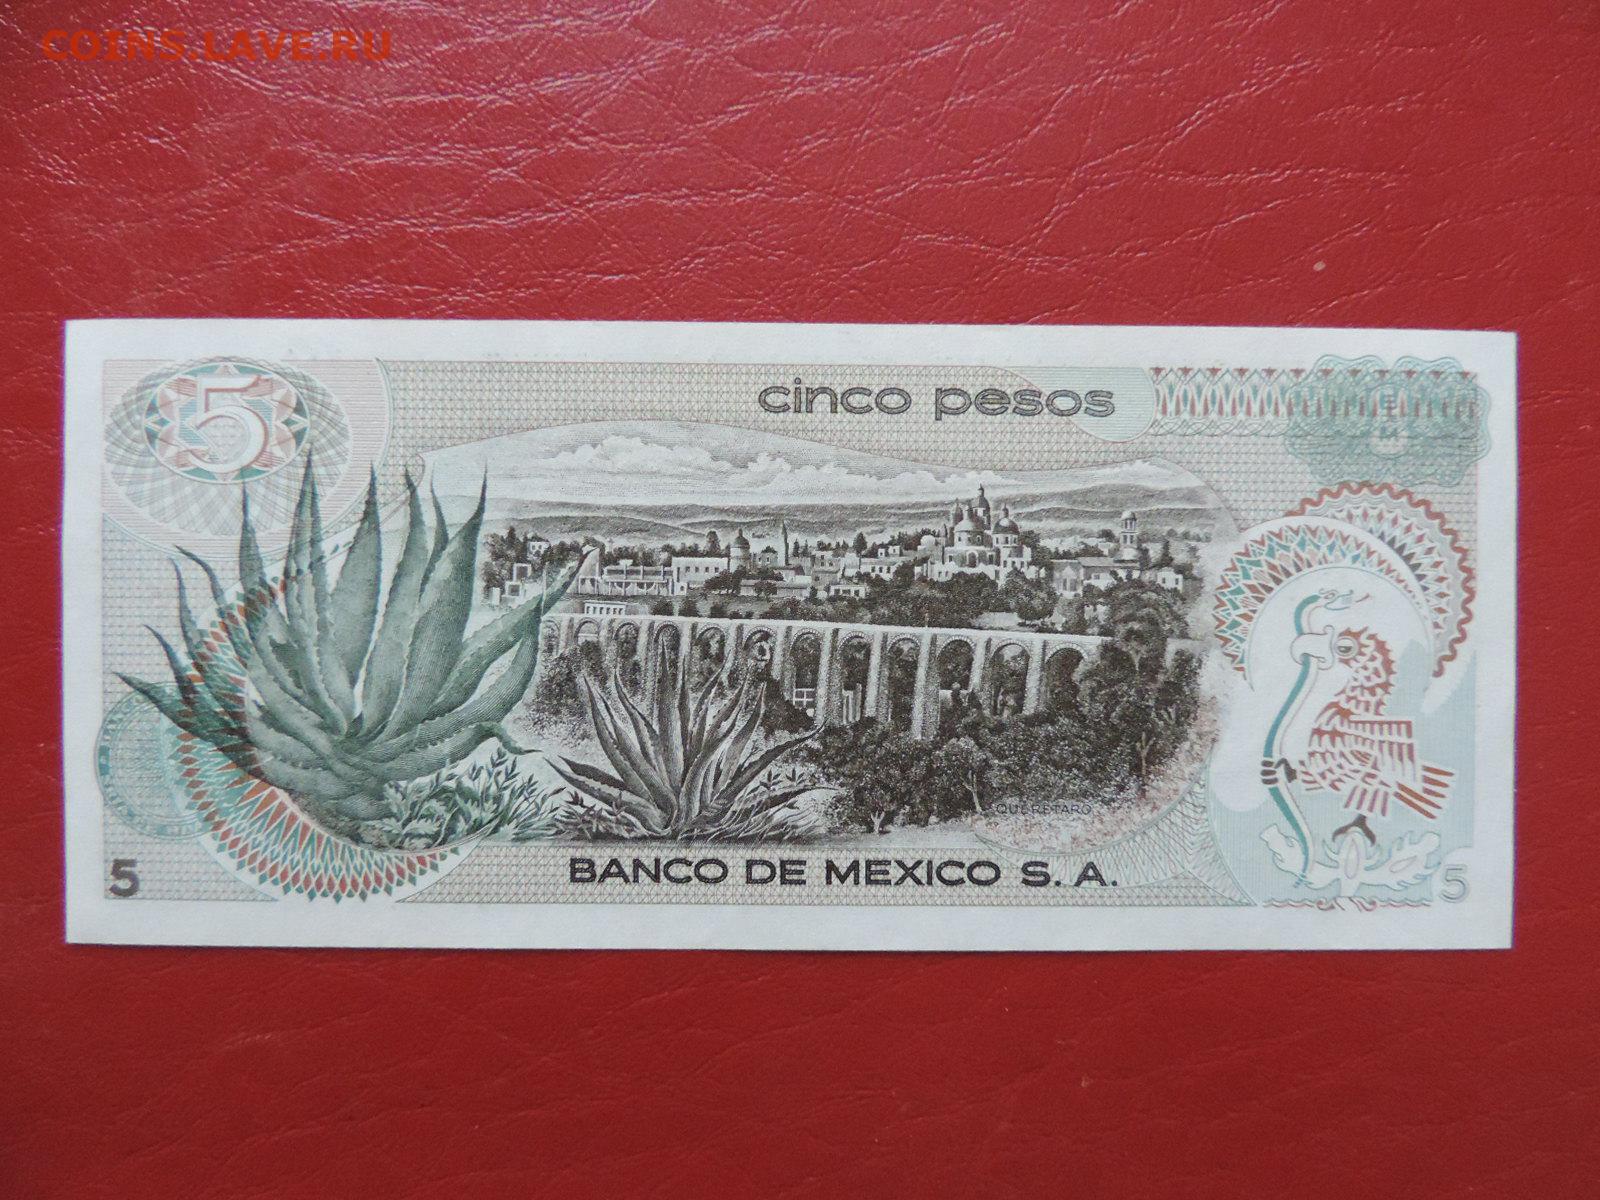 COINS.LAVE.RU
5
cinco pesos
QUERETARO
BANCO DE MEXICO S. A.
5
5